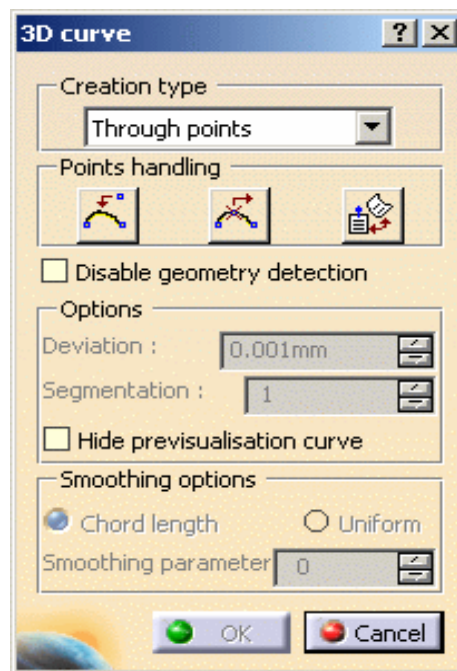 3D curve
Creation type
Through points
Points handling
Disable geometry detection
Options
Deviation : 0.001mm
Segmentation : 1
Hide previsualisation curve
Smoothing options
Chord length Uniform
Smoothing parameter 0
OK Cancel